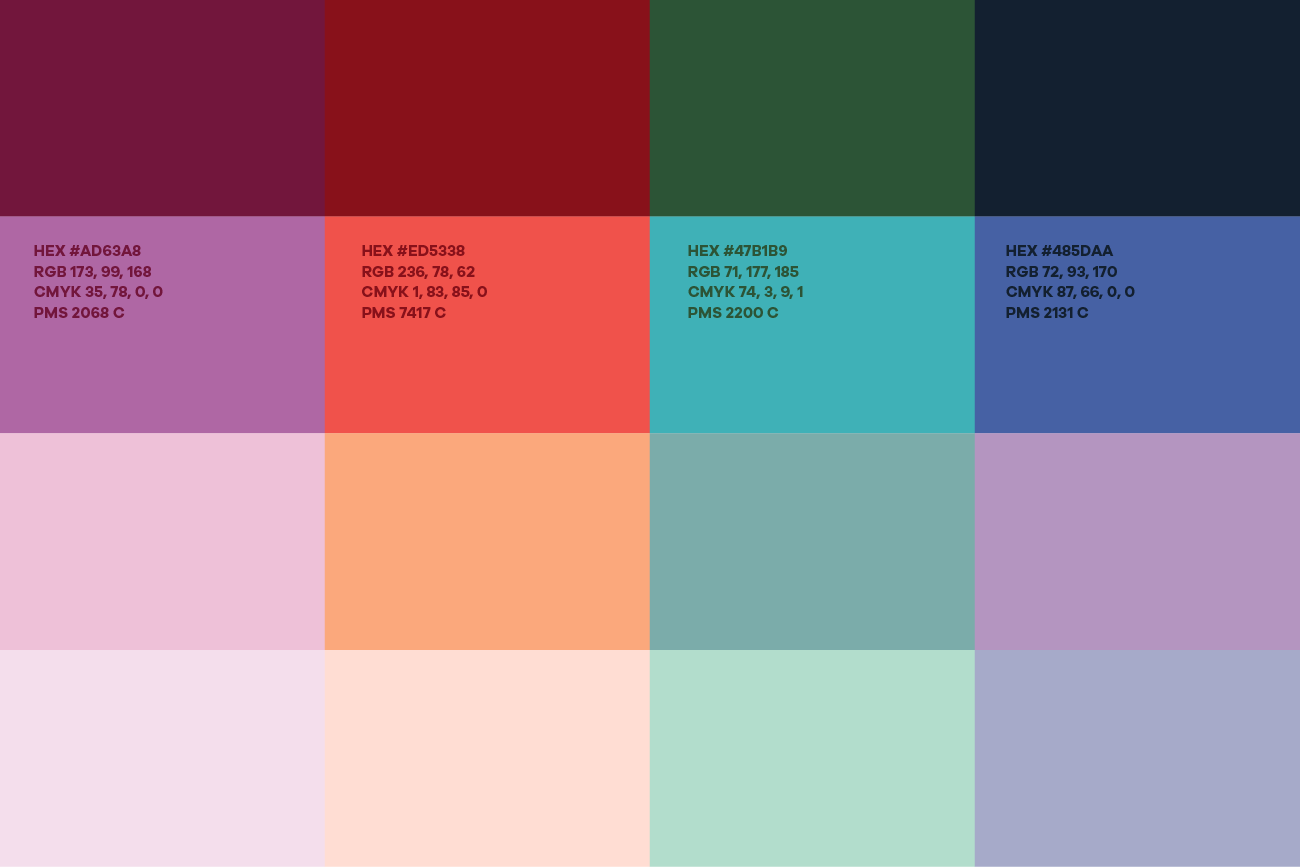 HEX #AD63A8
RGB 173, 99, 168
CMYK 35, 78, 0, 0
PMS 2068 C
HEX #ED5338
RGB 236, 78, 62
CMYK 1, 83, 85, 0
PMS 7417 C
HEX #47B1B9
RGB 71, 177, 185
CMYK 74, 3, 9, 1
PMS 2200 C
HEX #485DAA
RGB 72, 93, 170
CMYK 87, 66, 0, 0
PMS 2131 C